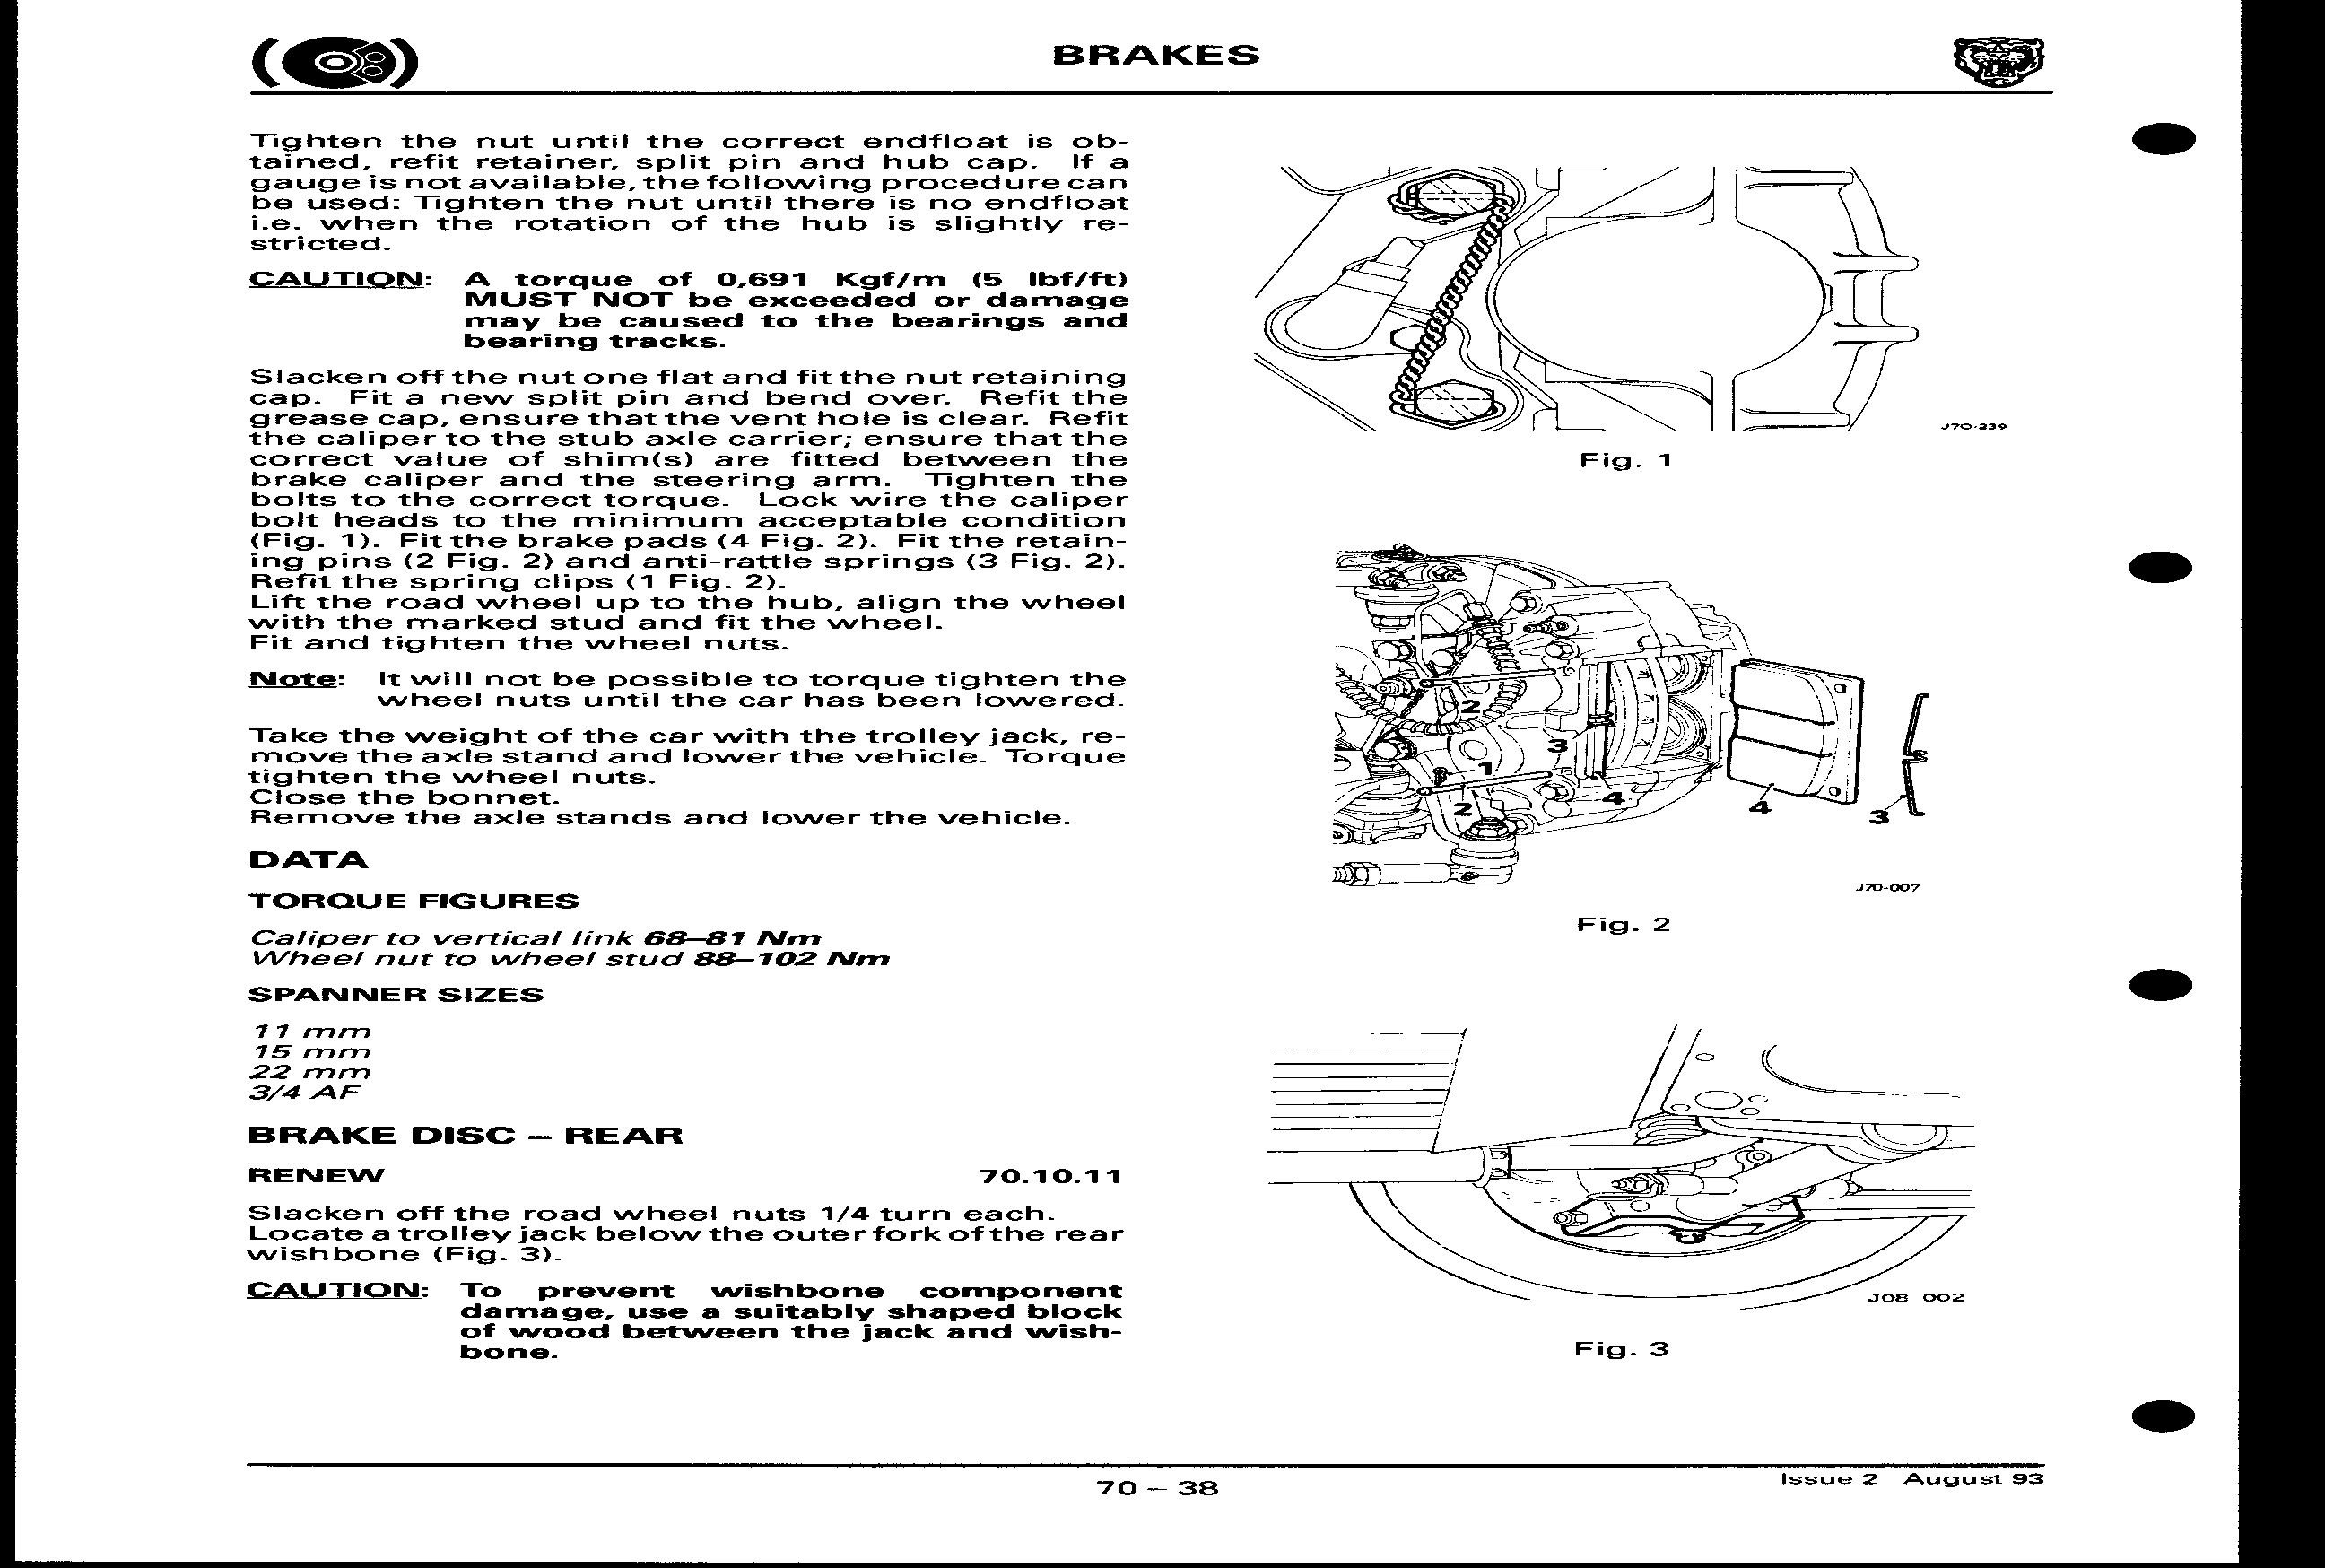 BRAKES
Tighten the nut until the correct endfloat is ob-
tained, refit retainer, split pin and hub cap. If a
gauge is not available, the following procedure can
be used: Tighten the nut until there is no endfloat
i.e. when the rotation of the hub is slightly re-
stricted.
CAUTION: A torque of 0,691 Kgf/m (5 lbf/ft)
MUST NOT be exceeded or damage
may be caused to the bearings and
bearing tracks.
Slacken off the nut one flat and fit the nut retaining
cap. Fit a new split pin and bend over. Refit the
grease cap, ensure that the vent hole is clear. Refit
the caliper to the stub axle carrier; ensure that the
correct value of shim(s) are fitted between the
brake caliper and the steering arm. Tighten the
bolts to the correct torque. Lock wire the caliper
bolt heads to the minimum acceptable condition
(Fig. 1). Fit the brake pads (4 Fig. 2). Fit the retain-
ing pins (2 Fig. 2) and anti-rattle springs (3 Fig. 2).
Refit the spring clips (1 Fig. 2).
Lift the road wheel up to the hub, align the wheel
with the marked stud and fit the wheel.
Fit and tighten the wheel nuts.
Note: It will not be possible to torque tighten the
wheel nuts until the car has been lowered.
Take the weight of the car with the trolley jack, re-
move the axle stand and lower the vehicle. Torque
tighten the wheel nuts.
Close the bonnet.
Remove the axle stands and lower the vehicle.
DATA
TORQUE FIGURES
Caliper to vertical link 68–81 Nm
Wheel nut to wheel stud 88–102 Nm
SPANNER SIZES
11 mm
15 mm
22 mm
3/4 AF
BRAKE DISC – REAR
RENEW 70.10.11
Slacken off the road wheel nuts 1/4 turn each.
Locate a trolley jack below the outer fork of the rear
wishbone (Fig. 3).
CAUTION: To prevent wishbone component
damage, use a suitably shaped block
of wood between the jack and wish-
bone.
J70-239
Fig. 1
2
3
1
2
4
4
3
J70-007
Fig. 2
J08 002
Fig. 3
70 – 38
Issue 2 August 93